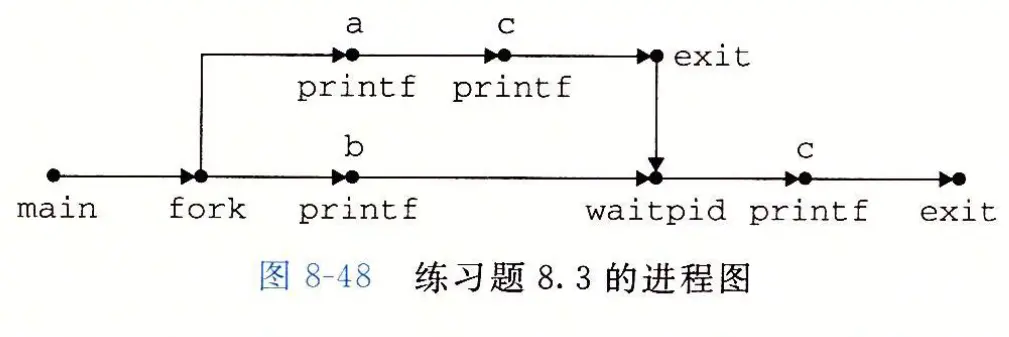 a c
exit
printf printf
b c
main fork printf waitpid printf exit
图 8-48 练习题 8.3 的进程图